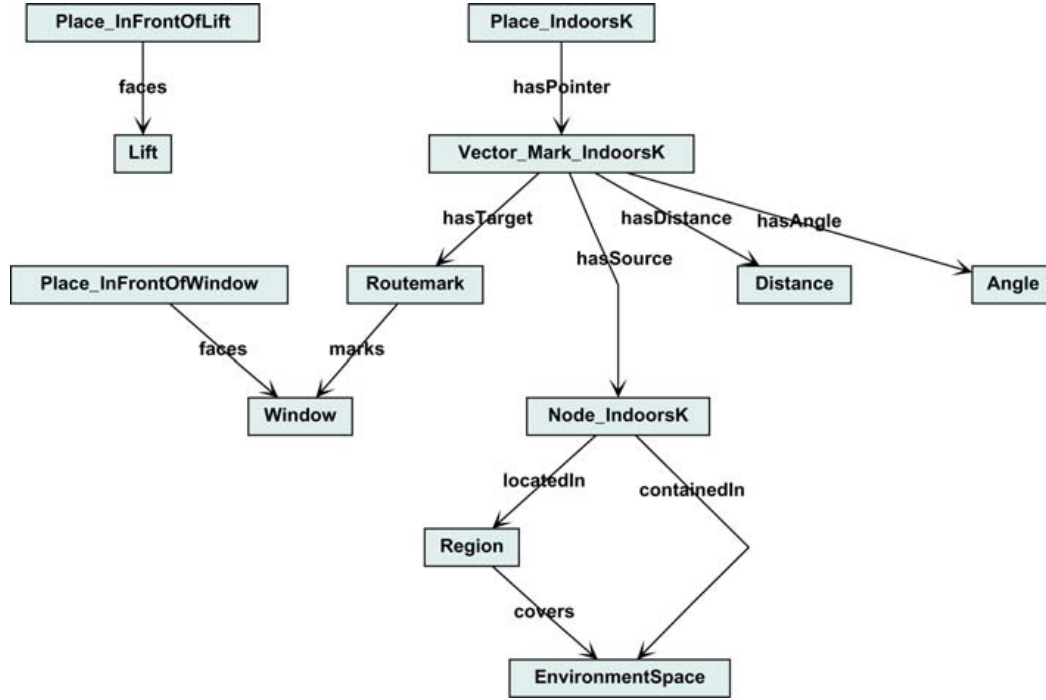 Place_InFrontOfLift
Place_IndoorsK
faces
hasPointer
Lift
Vector_Mark_IndoorsK
hasTarget
hasDistance
hasAngle
hasSource
Place_InFrontOfWindow
Routemark
Distance
Angle
faces
marks
Window
Node_IndoorsK
locatedIn
containedIn
Region
covers
EnvironmentSpace